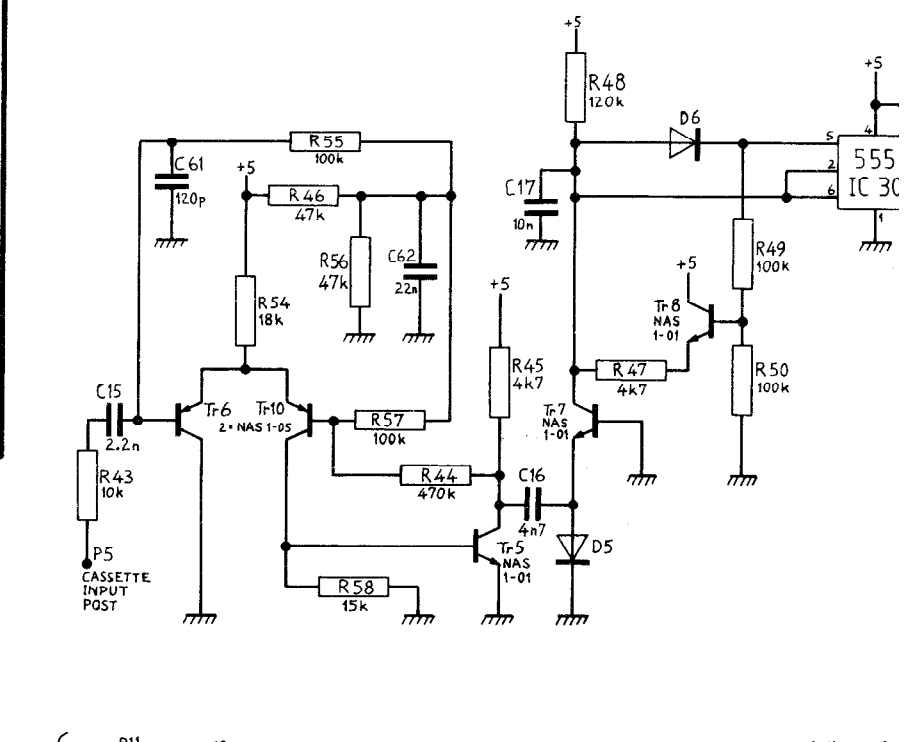 +5
R48
120k
+5
D6
R55
100k
C61
120p
+5
R46
47k
5
4
2
555
6
IC 30
1
C17
10n
R56
47k
C62
22n
R49
100k
+5
+5
R54
18k
Tr8
NAS
1-01
R45
4k7
R47
4k7
R50
100k
C15
2.2n
Tr6
Tr10
2 = NAS 1-05
R57
100k
Tr7
NAS
1-01
R43
10k
R44
470k
C16
4n7
P5
CASSETTE
INPUT
POST
Tr5
NAS
1-01
D5
R58
15k